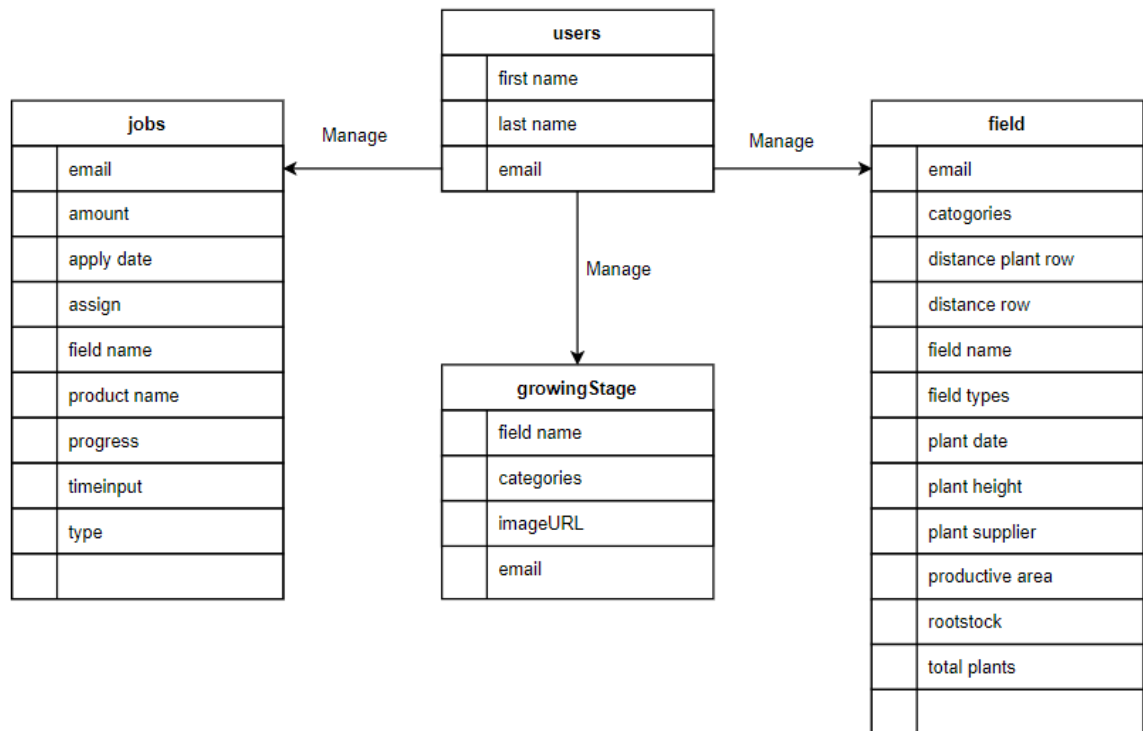 users
first name
last name
email
jobs
email
amount
apply date
assign
field name
product name
progress
timeinput
type
Manage
Manage
Manage
growingStage
field name
categories
imageURL
email
field
email
catogories
distance plant row
distance row
field name
field types
plant date
plant height
plant supplier
productive area
rootstock
total plants